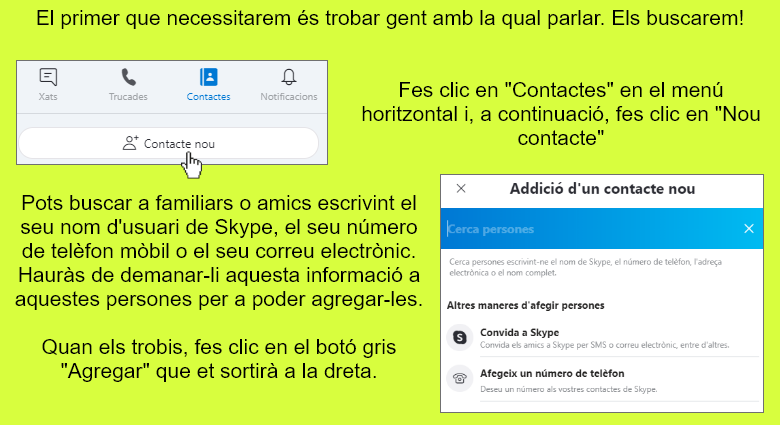 El primer que necessitarem és trobar gent amb la qual parlar. Els buscarem!
Xats
Trucades
Contactes
Notificacions
Contacte nou
Fes clic en "Contactes" en el menú
horitzontal i, a continuació, fes clic en "Nou
contacte"
Pots buscar a familiars o amics escrivint el
seu nom d'usuari de Skype, el seu número
de telèfon mòbil o el seu correu electrònic.
Hauràs de demanar-li aquesta informació a
aquestes persones per a poder agregar-les.
Quan els trobis, fes clic en el botó gris
"Agregar" que et sortirà a la dreta.
Addició d'un contacte nou
Cerca persones
Cerca persones escrivint-ne el nom de Skype, el número de telèfon, l'adreça
electrònica o el nom complet.
Altres maneres d'afegir persones
Convida a Skype
Convida els amics a Skype per SMS o correu electrònic, entre d'altres.
Afegeix un número de telèfon
Deseu un número als vostres contactes de Skype.